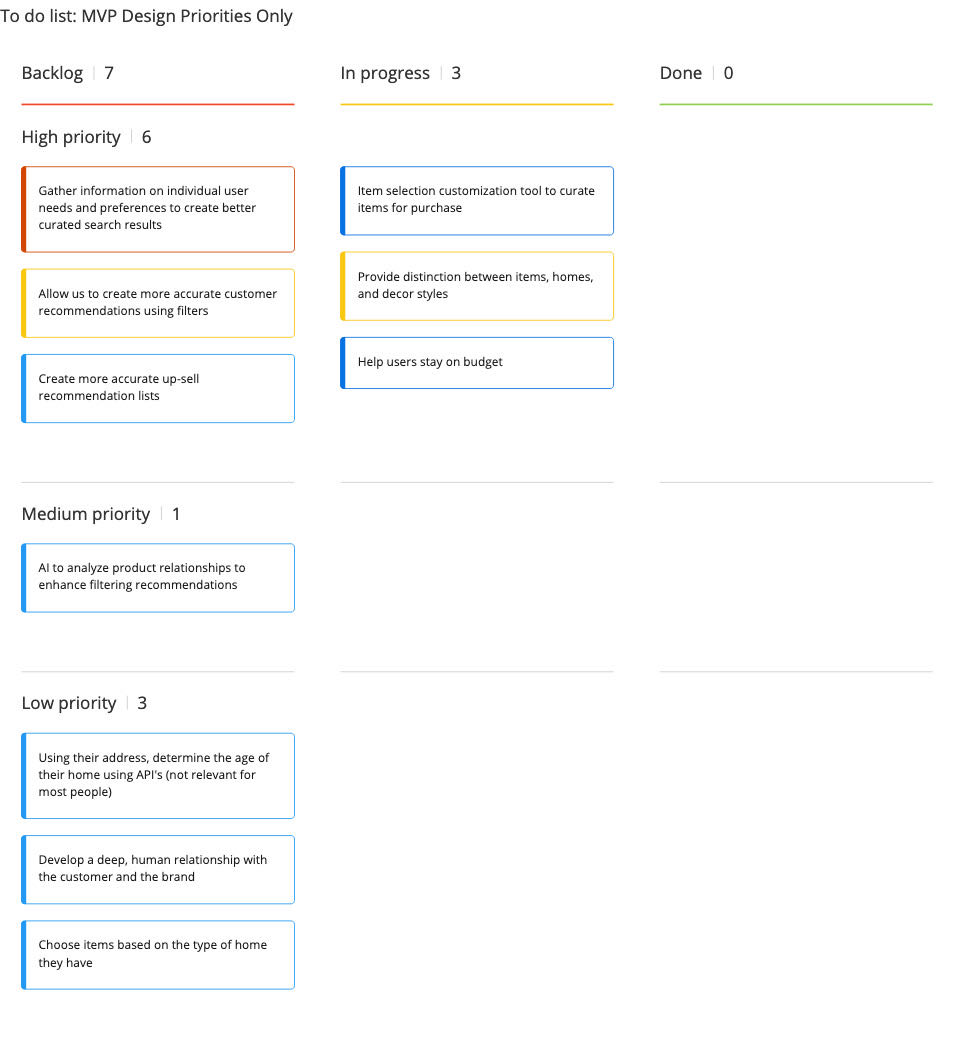 To do list: MVP Design Priorities Only
Backlog | 7
In progress | 3
Done | 0
High priority | 6
Gather information on individual user
needs and preferences to create better
curated search results
Allow us to create more accurate customer
recommendations using filters
Create more accurate up-sell
recommendation lists
Item selection customization tool to curate
items for purchase
Provide distinction between items, homes,
and decor styles
Help users stay on budget
Medium priority | 1
AI to analyze product relationships to
enhance filtering recommendations
Low priority | 3
Using their address, determine the age of
their home using API's (not relevant for
most people)
Develop a deep, human relationship with
the customer and the brand
Choose items based on the type of home
they have